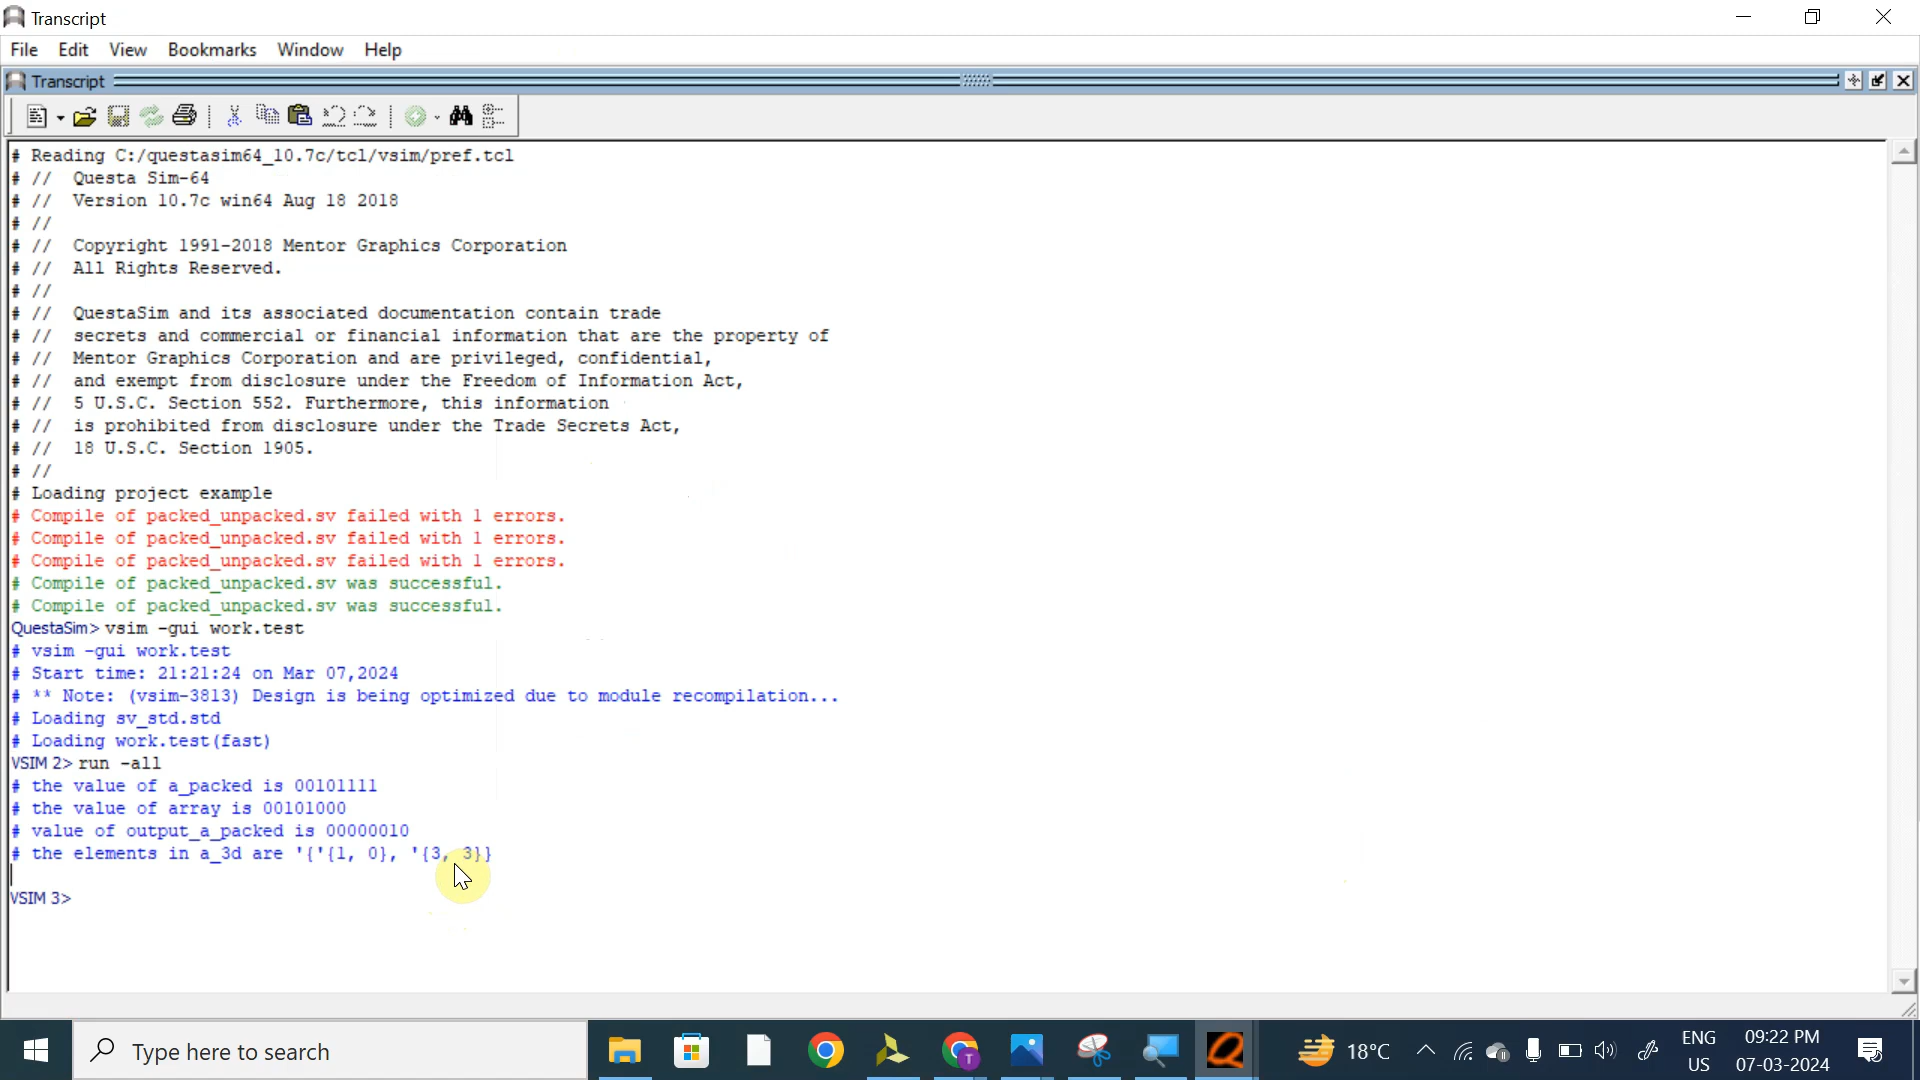 Transcript
File Edit View Bookmarks Window Help
Transcript
# Reading C:/questasim64_10.7c/tcl/vsim/pref.tcl
# // Questa Sim-64
# // Version 10.7c win64 Aug 18 2018
# //
# // Copyright 1991-2018 Mentor Graphics Corporation
# // All Rights Reserved.
# //
# // QuestaSim and its associated documentation contain trade
# // secrets and commercial or financial information that are the property of
# // Mentor Graphics Corporation and are privileged, confidential,
# // and exempt from disclosure under the Freedom of Information Act,
# // 5 U.S.C. Section 552. Furthermore, this information
# // is prohibited from disclosure under the Trade Secrets Act,
# // 18 U.S.C. Section 1905.
# //
# Loading project example
# Compile of packed_unpacked.sv failed with 1 errors.
# Compile of packed_unpacked.sv failed with 1 errors.
# Compile of packed_unpacked.sv failed with 1 errors.
# Compile of packed_unpacked.sv was successful.
# Compile of packed_unpacked.sv was successful.
QuestaSim> vsim -gui work.test
# vsim -gui work.test
# Start time: 21:21:24 on Mar 07,2024
# ** Note: (vsim-3813) Design is being optimized due to module recompilation...
# Loading sv_std.std
# Loading work.test(fast)
VSIM 2> run -all
# the value of a_packed is 00101111
# the value of array is 00101000
# value of output_a_packed is 00000010
# the elements in a_3d are '{'{1, 0}, '{3, 3}}
VSIM 3>
Type here to search
18°C
ENG
US
09:22 PM
07-03-2024